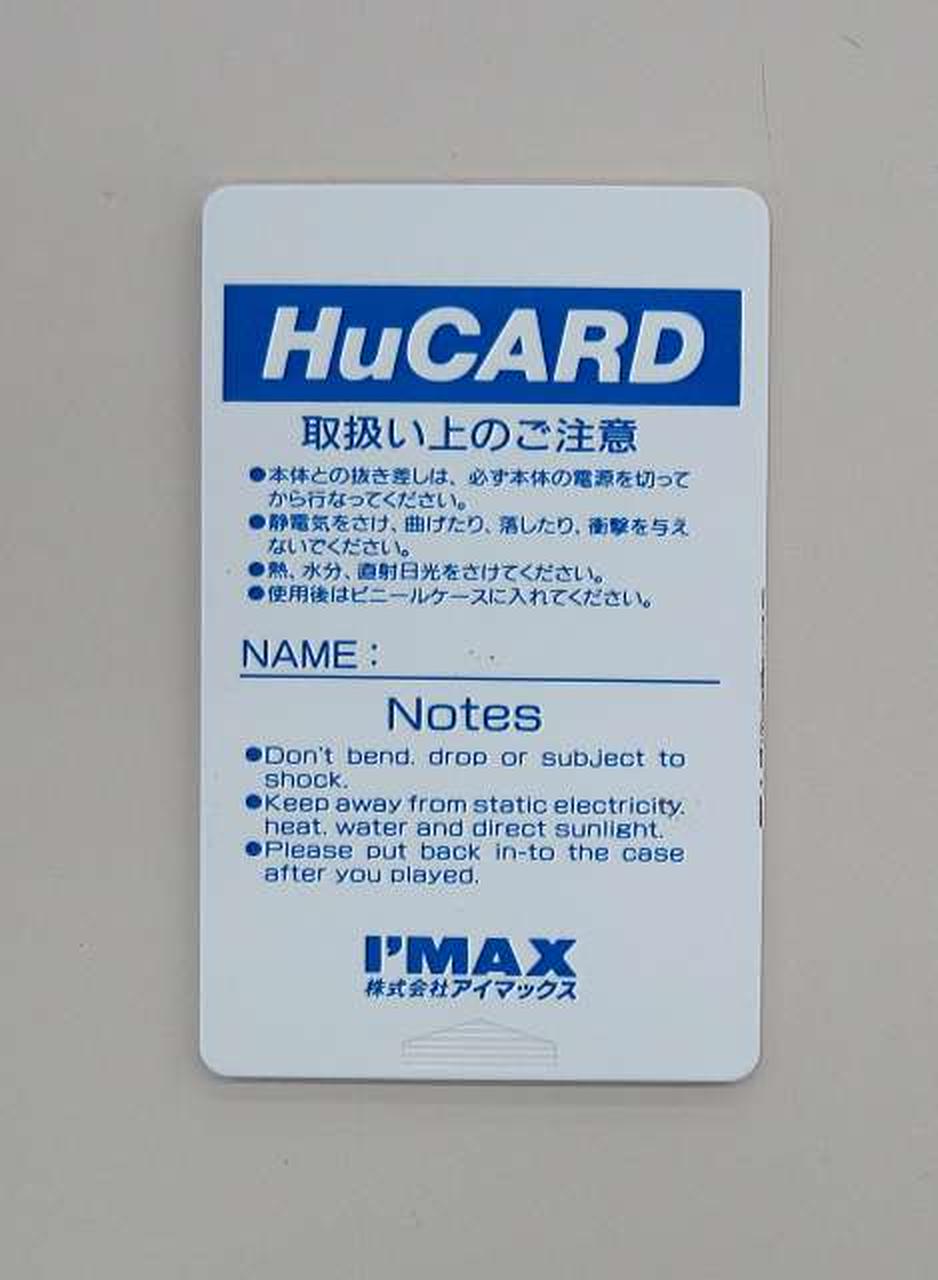 HuCARD
取扱い上のご注意
●本体との抜き差しは、必ず本体の電源を切って
から行なってください。
●静電気をさけ、曲げたり、落したり、衝撃を与え
ないでください。
●熱、水分、直射日光をさけてください。
●使用後はビニールケースに入れてください。
NAME :
Notes
●Don't bend. drop or subject to
shock.
●Keep away from static electricity.
heat. water and direct sunlight.
●Please put back in-to the case
after you played.
I'MAX
株式会社アイマックス